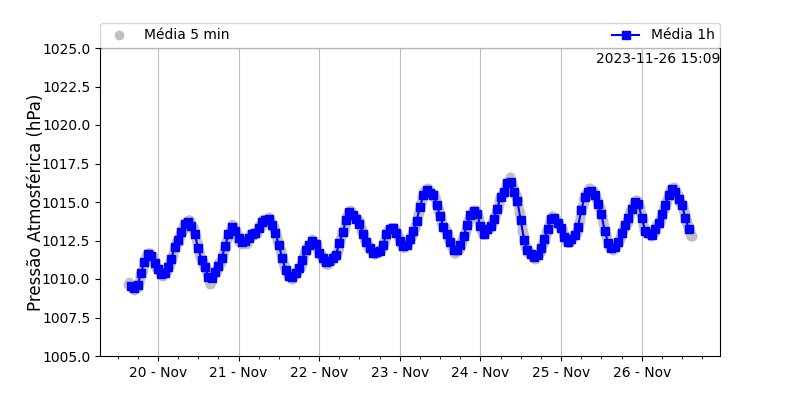 Média 5 min
Média 1h
2023-11-26 15:09
Pressão Atmosférica (hPa)
1025.0
1022.5
1020.0
1017.5
1015.0
1012.5
1010.0
1007.5
1005.0
20 - Nov
21 - Nov
22 - Nov
23 - Nov
24 - Nov
25 - Nov
26 - Nov